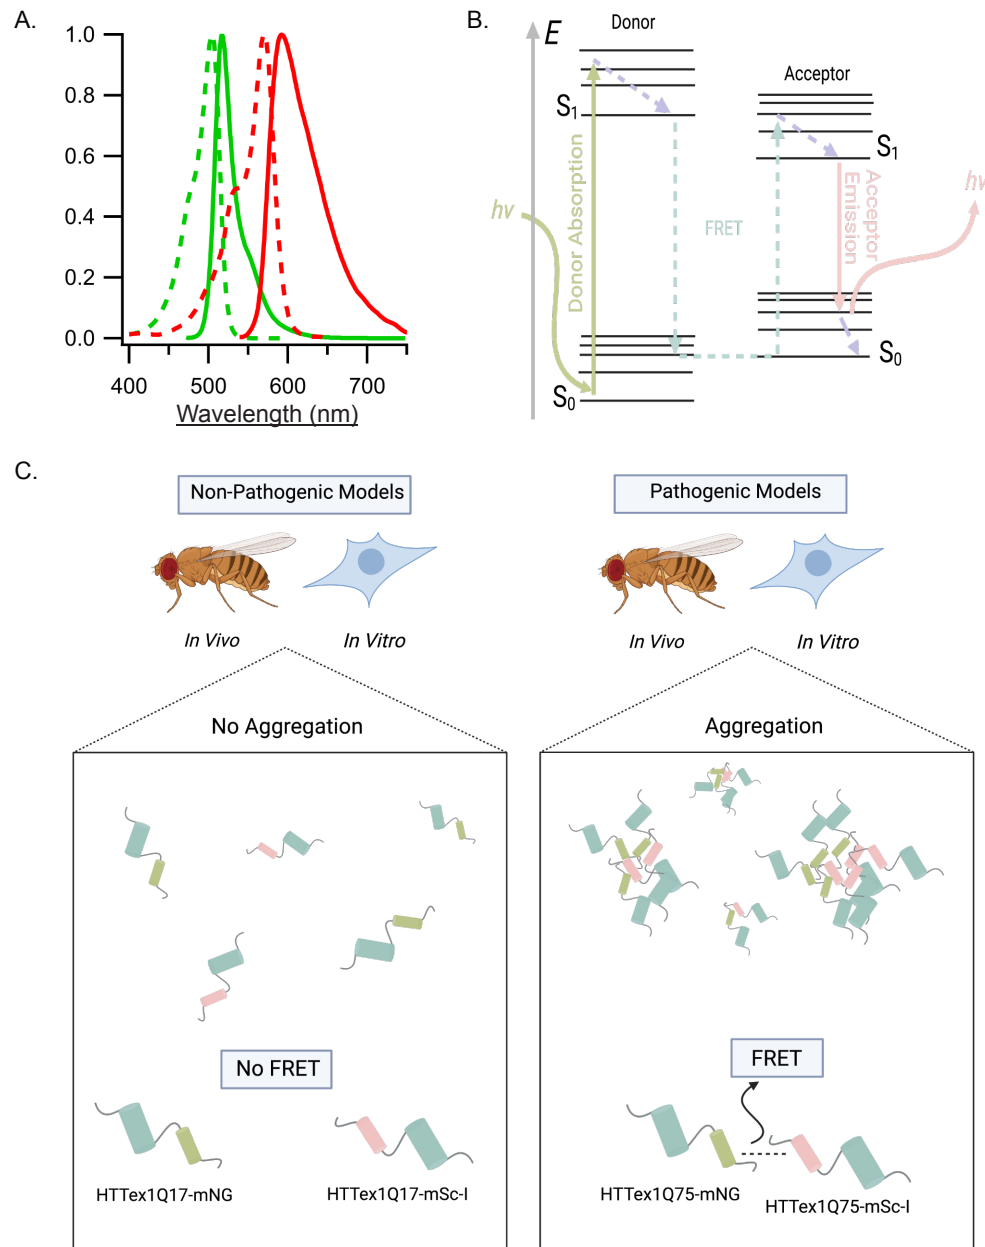 A.
1.0
0.8
0.6
0.4
0.2
0.0
400 500 600 700
Wavelength (nm)
B.
E
Donor
Acceptor
S1
S1
hν
hν
Donor Absorption
FRET
Acceptor
Emission
S0
S0
C.
Non-Pathogenic Models
Pathogenic Models
In Vivo
In Vitro
In Vivo
In Vitro
No Aggregation
Aggregation
No FRET
FRET
HTTex1Q17-mNG
HTTex1Q17-mSc-I
HTTex1Q75-mNG
HTTex1Q75-mSc-I